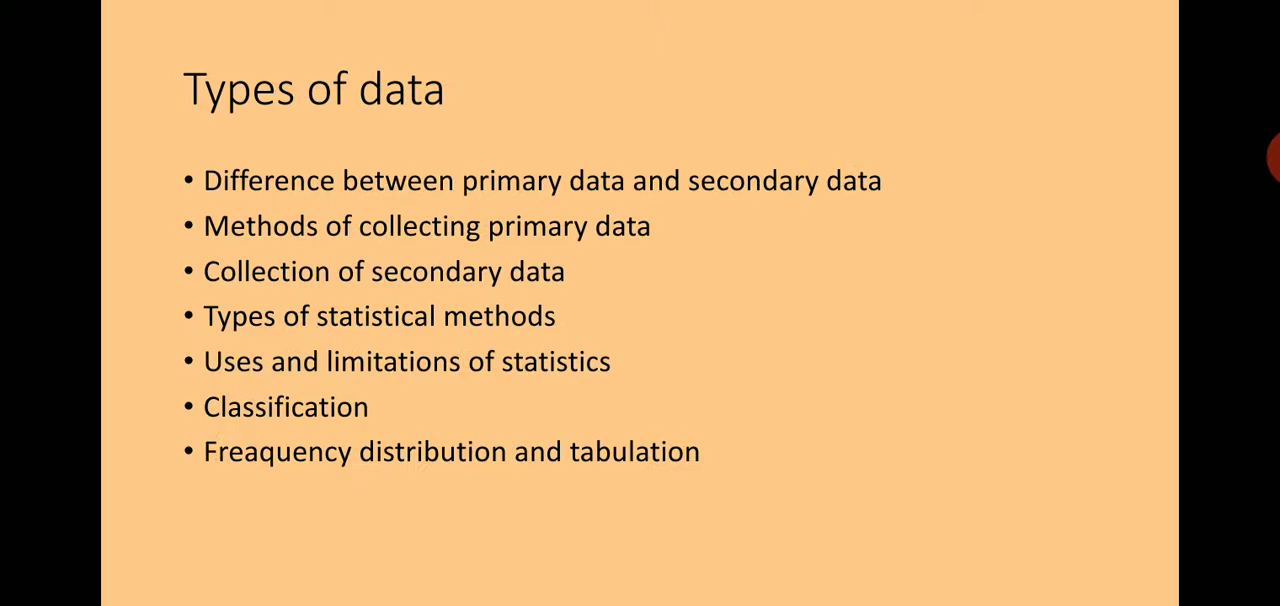 Types of data
• Difference between primary data and secondary data
• Methods of collecting primary data
• Collection of secondary data
• Types of statistical methods
• Uses and limitations of statistics
• Classification
• Freaquency distribution and tabulation